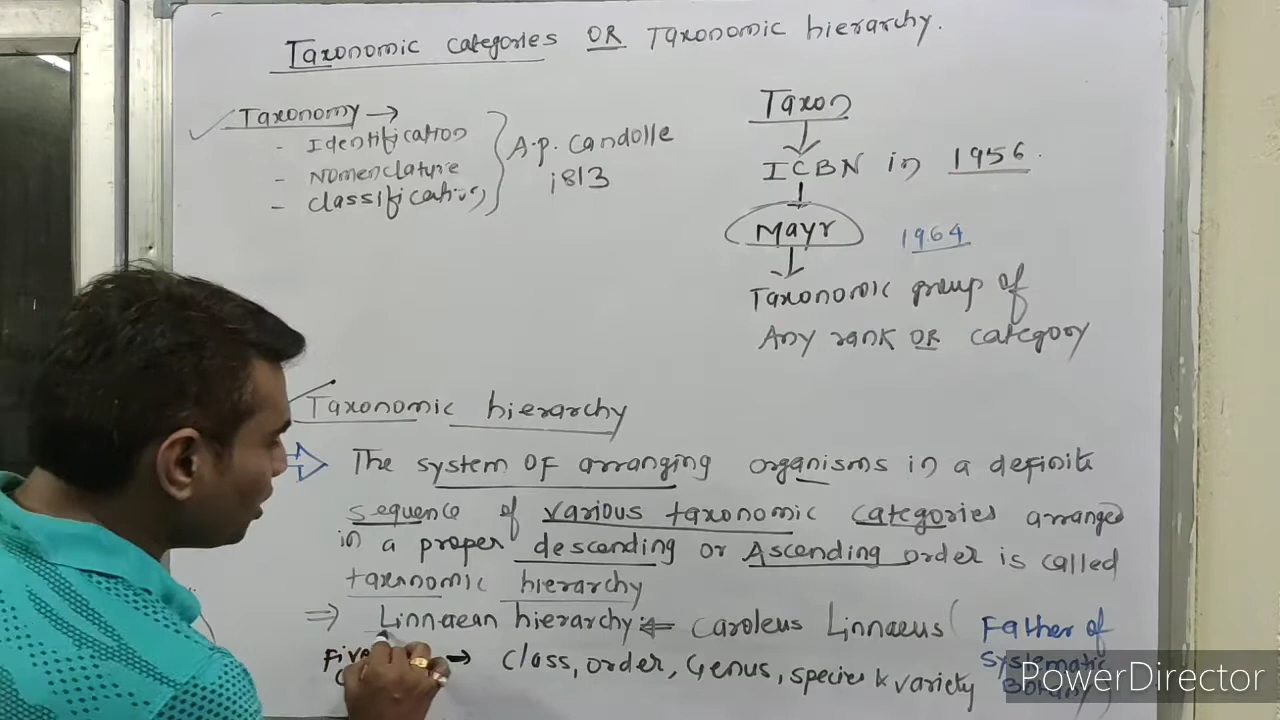 Taxonomic categories OR Taxonomic hierarchy.
Taxonomy →
- Identification
- Nomenclature
- Classification
A.p. Candolle
1813
Taxon
ICBN in 1956.
Mayr 1964
Taxonomic group of
Any rank OR category
Taxonomic hierarchy
The system OF arranging organisms in a definite
sequence of various taxonomic categories arranged
in a proper descending or Ascending order is called
taxonomic hierarchy
⇒ Linnaean hierarchy ⇐ Caroleus Linnaeus ( Father of
Systematic
Botany)
→ Class, order, Genus, species & variety
PowerDirector